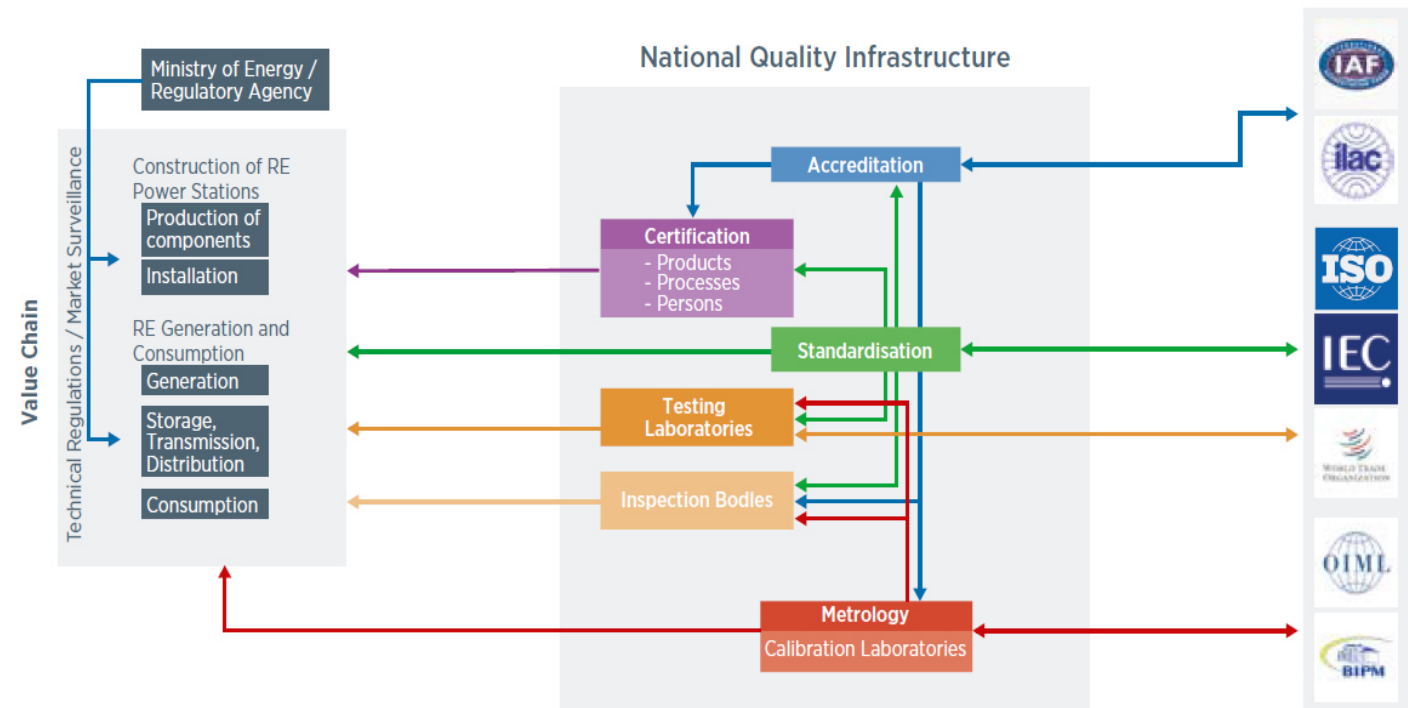 National Quality Infrastructure
Ministry of Energy /
Regulatory Agency
Value Chain
Technical Regulations / Market Surveillance
Construction of RE
Power Stations
Production of
components
Installation
RE Generation and
Consumption
Generation
Storage,
Transmission,
Distribution
Consumption
Accreditation
Certification
- Products
- Processes
- Persons
Standardisation
Testing
Laboratories
Inspection Bodles
Metrology
Calibration Laboratories
IAF
ilac
ISO
IEC
WORLD TRADE
ORGANIZATION
OIML
BIPM